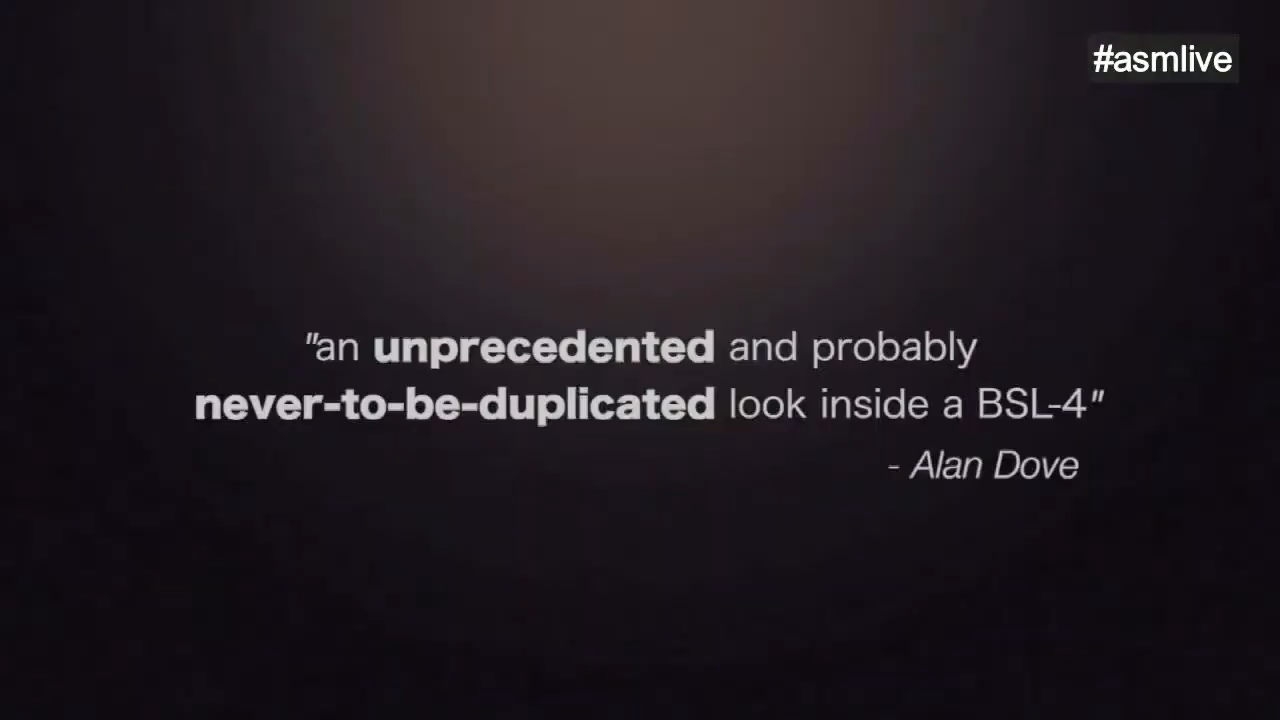 #asmlive
"an unprecedented and probably
never-to-be-duplicated look inside a BSL-4"
- Alan Dove